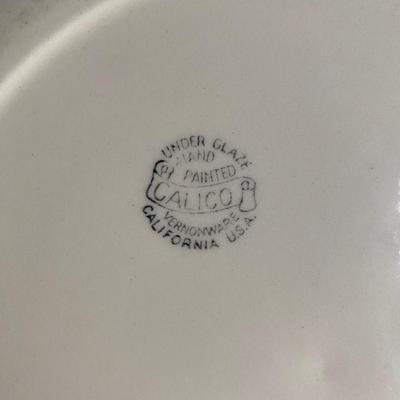 UNDER GLAZE
HAND
PAINTED
CALICO
VERNONWARE
CALIFORNIA U.S.A.